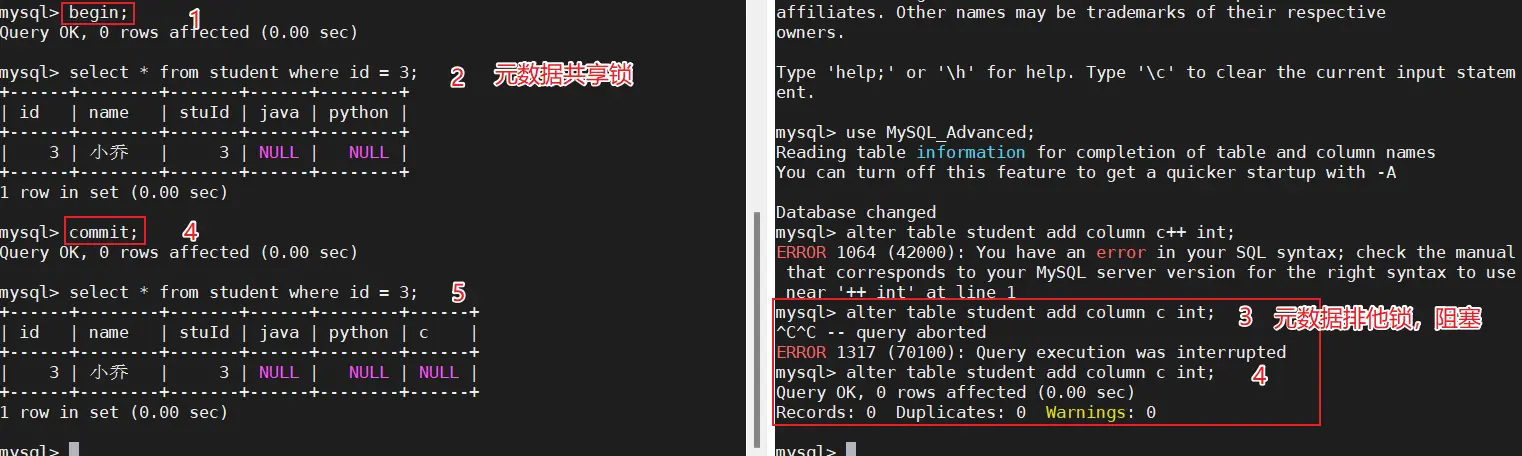 mysql> begin; 1
Query OK, 0 rows affected (0.00 sec)
mysql> select * from student where id = 3; 2 元数据共享锁
+------+--------+-------+------+--------+
| id   | name   | stuId | java | python |
+------+--------+-------+------+--------+
|    3 | 小乔   |     3 | NULL |   NULL |
+------+--------+-------+------+--------+
1 row in set (0.00 sec)
mysql> commit; 4
Query OK, 0 rows affected (0.00 sec)
mysql> select * from student where id = 3; 5
+------+--------+-------+------+--------+------+
| id   | name   | stuId | java | python | c    |
+------+--------+-------+------+--------+------+
|    3 | 小乔   |     3 | NULL |   NULL | NULL |
+------+--------+-------+------+--------+------+
1 row in set (0.00 sec)
mysql>
affiliates. Other names may be trademarks of their respective
owners.
Type 'help;' or '\h' for help. Type '\c' to clear the current input statem
ent.
mysql> use MySQL_Advanced;
Reading table information for completion of table and column names
You can turn off this feature to get a quicker startup with -A
Database changed
mysql> alter table student add column c++ int;
ERROR 1064 (42000): You have an error in your SQL syntax; check the manual
that corresponds to your MySQL server version for the right syntax to use
near '++ int' at line 1
mysql> alter table student add column c int; 3 元数据排他锁，阻塞
^C^C -- query aborted
ERROR 1317 (70100): Query execution was interrupted
mysql> alter table student add column c int; 4
Query OK, 0 rows affected (0.00 sec)
Records: 0  Duplicates: 0  Warnings: 0
mysql>